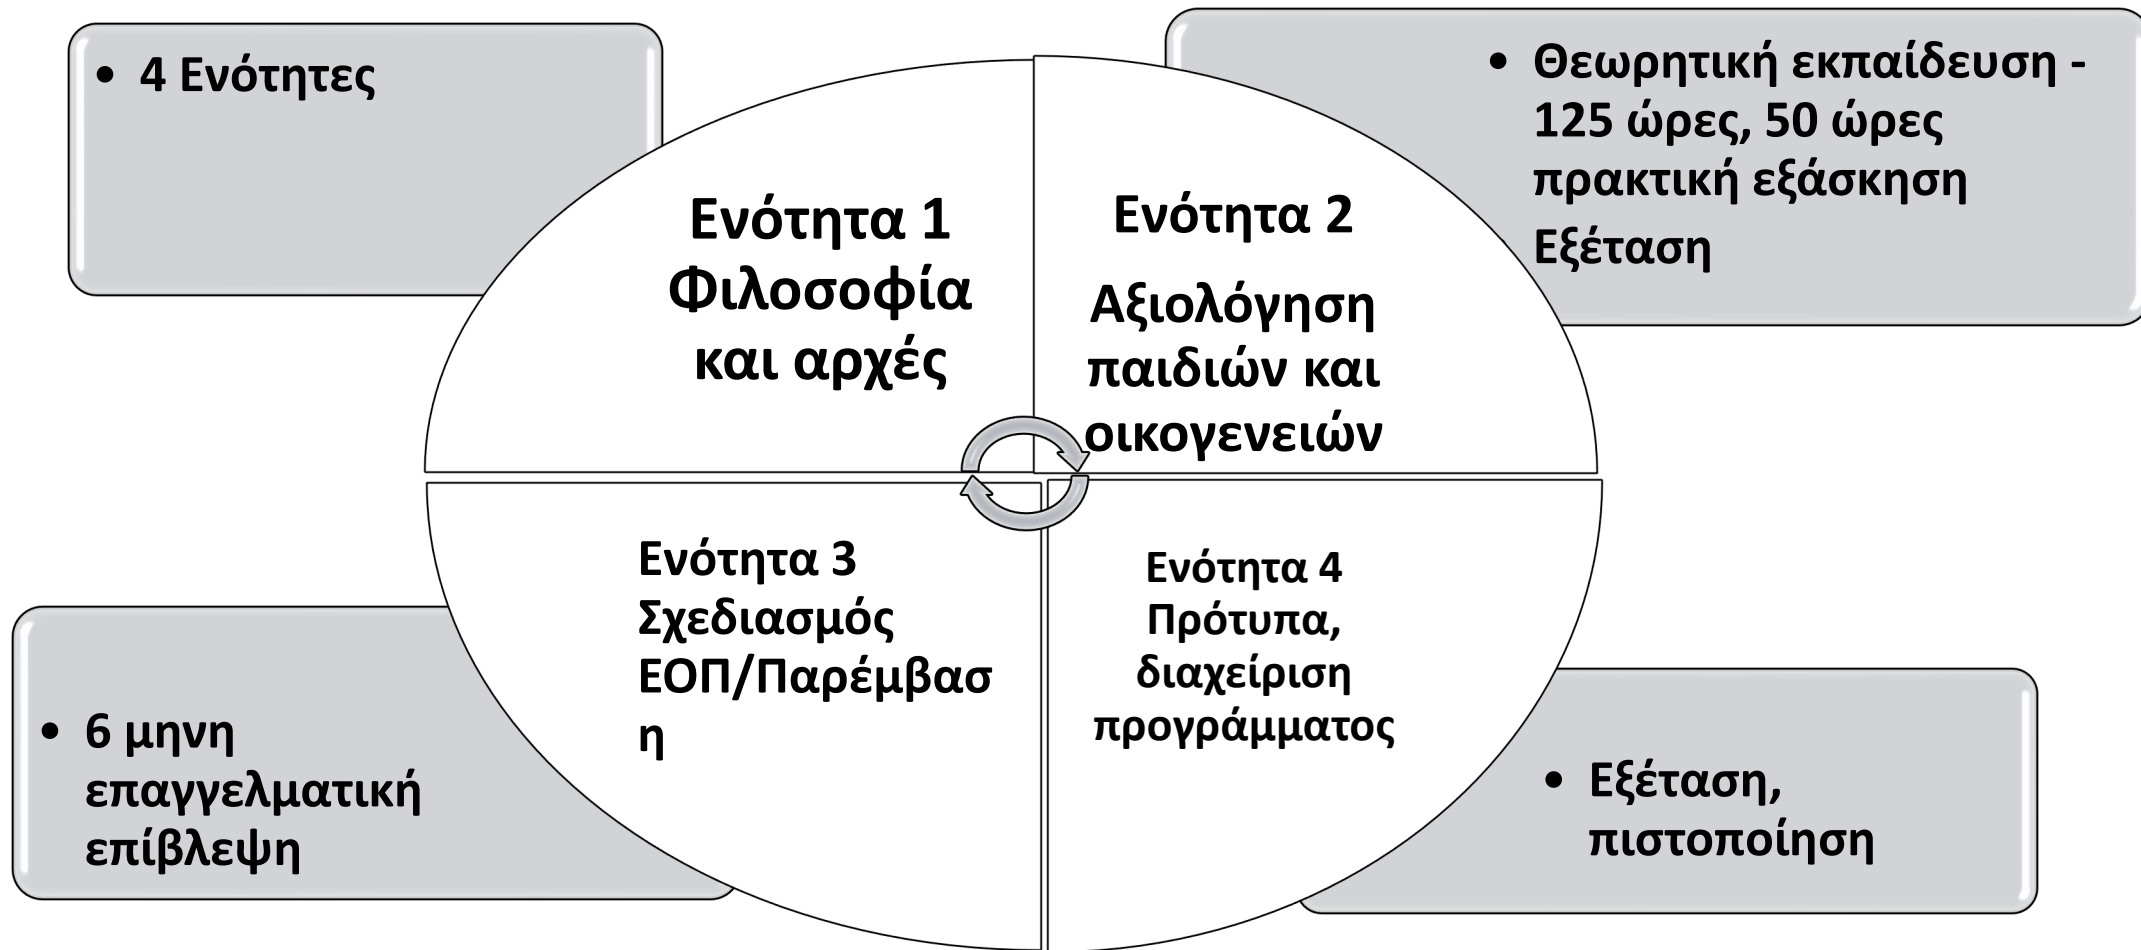 • 4 Ενότητες
• Θεωρητική εκπαίδευση -
125 ώρες, 50 ώρες
πρακτική εξάσκηση
Εξέταση
Ενότητα 1
Φιλοσοφία
και αρχές
Ενότητα 2
Αξιολόγηση
παιδιών και
οικογενειών
Ενότητα 3
Σχεδιασμός
ΕΟΠ/Παρέμβασ
η
Ενότητα 4
Πρότυπα,
διαχείριση
προγράμματος
• 6 μηνη
επαγγελματική
επίβλεψη
• Εξέταση,
πιστοποίηση